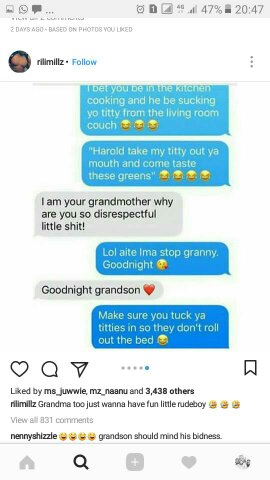 47% 20:47
View all 2 comments
2 DAYS AGO • BASED ON PHOTOS YOU LIKED
rilimillz • Follow
I bet you be in the kitchen
cooking and he be sucking
yo titty from the living room
couch 😂 😂 😂
"Harold take my titty out ya
mouth and come taste
these greens" 😂 😂 😂 😂
I am your grandmother why
are you so disrespectful
little shit!
Lol aite Ima stop granny.
Goodnight 😘
Goodnight grandson ❤️
Make sure you tuck ya
titties in so they don't roll
out the bed 😂
Liked by ms_juwwie, mz_naanu and 3,438 others
rilimillz Grandma too just wanna have fun little rudeboy 🤣 🤣 🤣
View all 831 comments
nennyshizzle 😂😂😂😂 grandson should mind his bidness.